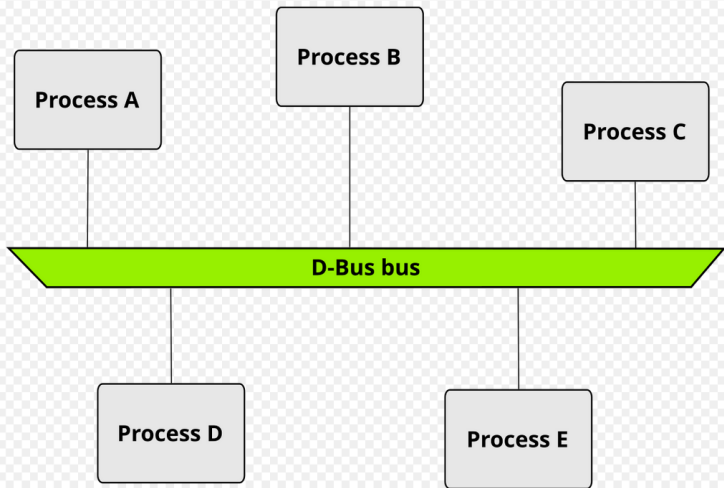 Process A
Process B
Process C
D-Bus bus
Process D
Process E